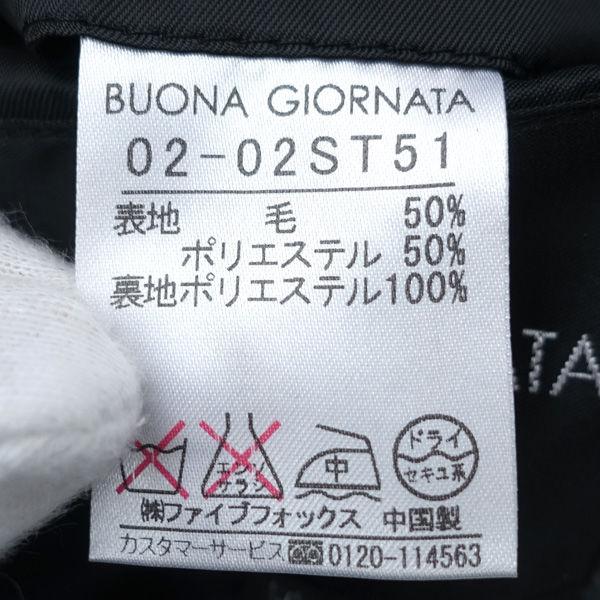 BUONA GIORNATA
02-02ST51
表地 毛 50%
ポリエステル 50%
裏地ポリエステル100%
エンソサラシ 中 ドライ セキユ系
㈱ファイブフォックス 中国製
カスタマーサービス 0120-114563
ATA